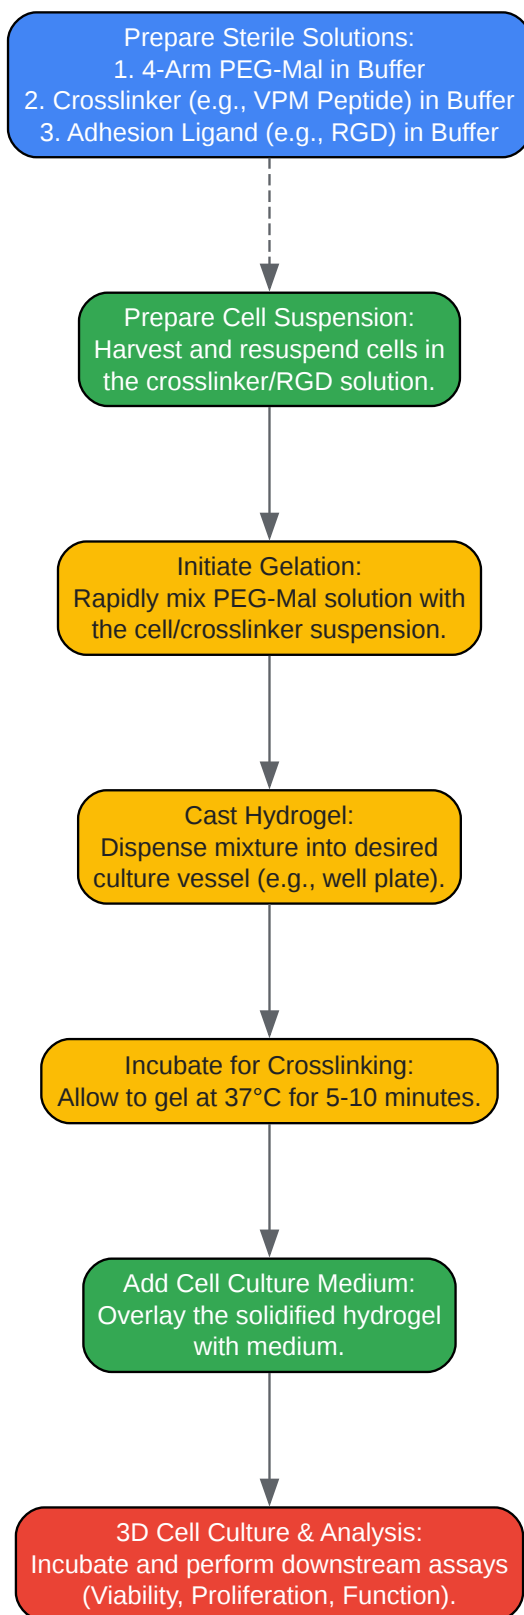 Prepare Sterile Solutions:
1. 4-Arm PEG-Mal in Buffer
2. Crosslinker (e.g., VPM Peptide) in Buffer
3. Adhesion Ligand (e.g., RGD) in Buffer
Prepare Cell Suspension:
Harvest and resuspend cells in
the crosslinker/RGD solution.
Initiate Gelation:
Rapidly mix PEG-Mal solution with
the cell/crosslinker suspension.
Cast Hydrogel:
Dispense mixture into desired
culture vessel (e.g., well plate).
Incubate for Crosslinking:
Allow to gel at 37°C for 5-10 minutes.
Add Cell Culture Medium:
Overlay the solidified hydrogel
with medium.
3D Cell Culture & Analysis:
Incubate and perform downstream assays
(Viability, Proliferation, Function).